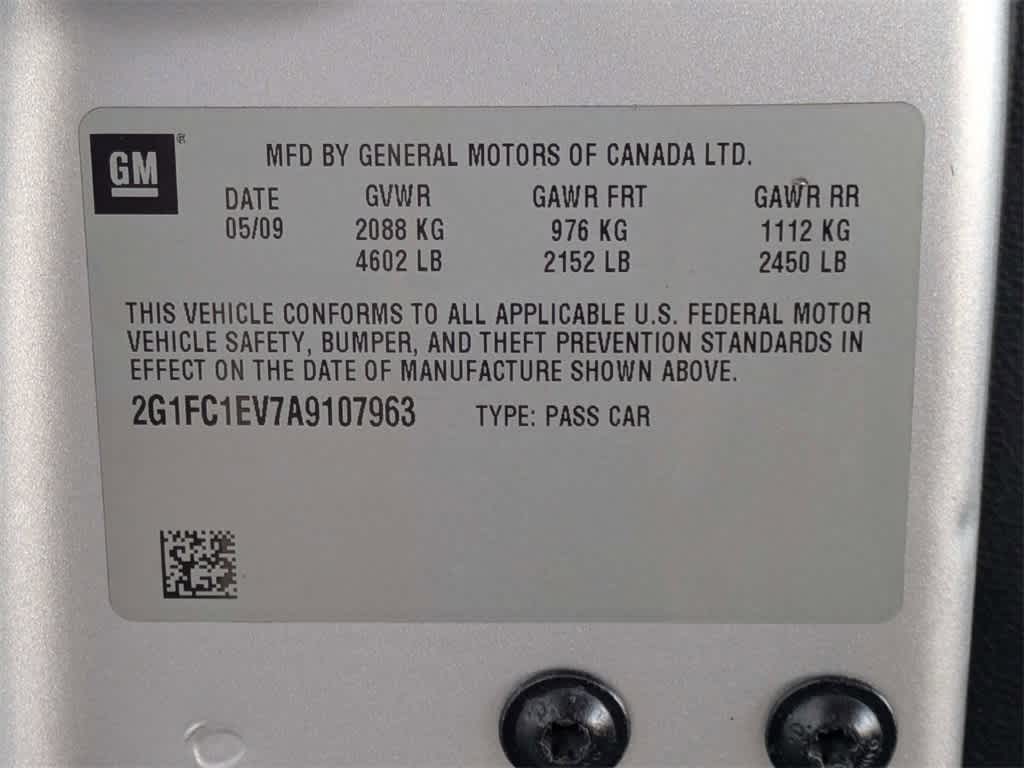 GM®
MFD BY GENERAL MOTORS OF CANADA LTD.
DATE GVWR GAWR FRT GAWR RR
05/09 2088 KG 976 KG 1112 KG
4602 LB 2152 LB 2450 LB
THIS VEHICLE CONFORMS TO ALL APPLICABLE U.S. FEDERAL MOTOR
VEHICLE SAFETY, BUMPER, AND THEFT PREVENTION STANDARDS IN
EFFECT ON THE DATE OF MANUFACTURE SHOWN ABOVE.
2G1FC1EV7A9107963 TYPE: PASS CAR